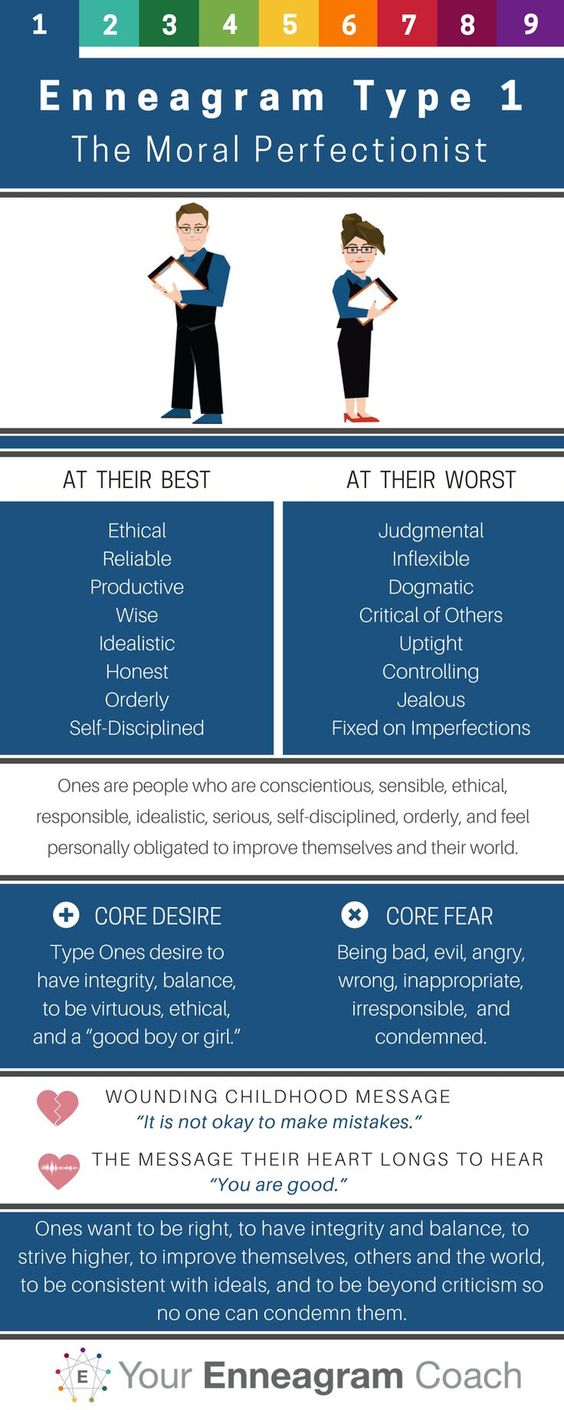 1 2 3 4 5 6 7 8 9
Enneagram Type 1
The Moral Perfectionist
AT THEIR BEST
Ethical
Reliable
Productive
Wise
Idealistic
Honest
Orderly
Self-Disciplined
AT THEIR WORST
Judgmental
Inflexible
Dogmatic
Critical of Others
Uptight
Controlling
Jealous
Fixed on Imperfections
Ones are people who are conscientious, sensible, ethical,
responsible, idealistic, serious, self-disciplined, orderly, and feel
personally obligated to improve themselves and their world.
CORE DESIRE
Type Ones desire to
have integrity, balance,
to be virtuous, ethical,
and a “good boy or girl.”
CORE FEAR
Being bad, evil, angry,
wrong, inappropriate,
irresponsible, and
condemned.
WOUNDING CHILDHOOD MESSAGE
“It is not okay to make mistakes.”
THE MESSAGE THEIR HEART LONGS TO HEAR
“You are good.”
Ones want to be right, to have integrity and balance, to
strive higher, to improve themselves, others and the world,
to be consistent with ideals, and to be beyond criticism so
no one can condemn them.
E Your Enneagram Coach